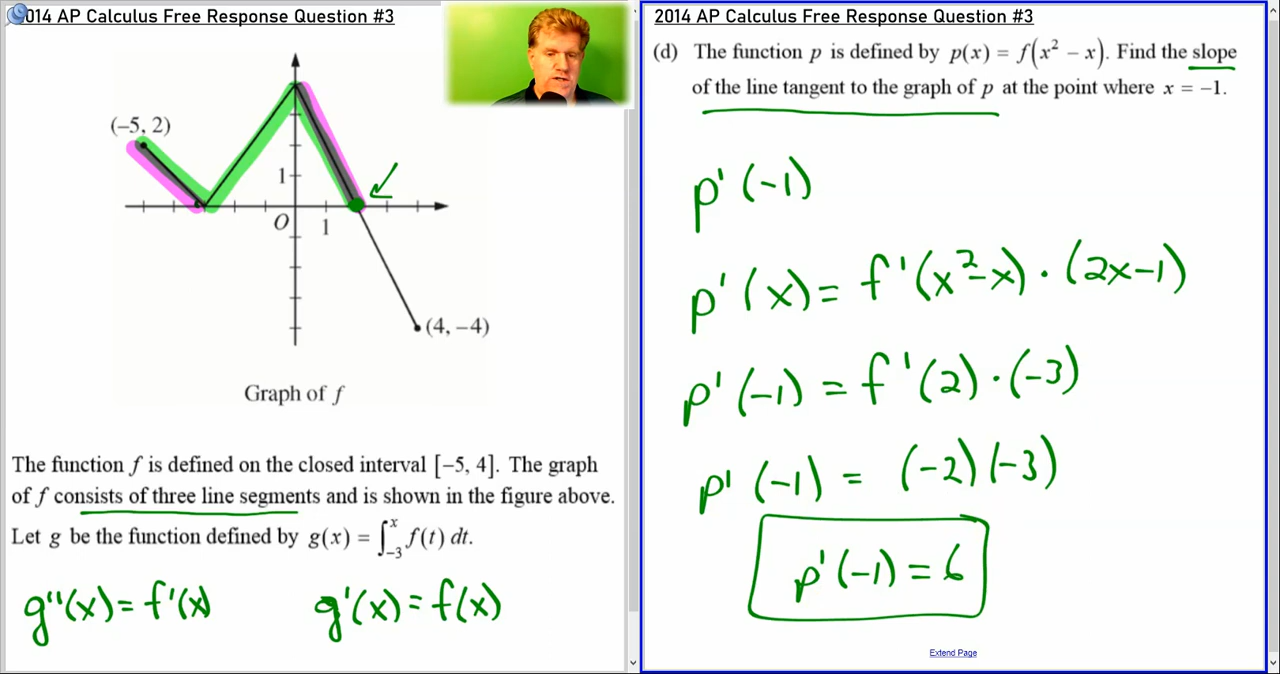 2014 AP Calculus Free Response Question #3
(–5, 2)
1
O
1
(4, –4)
Graph of f
The function f is defined on the closed interval [–5, 4]. The graph
of f consists of three line segments and is shown in the figure above.
Let g be the function defined by g(x) = ∫₋₃ˣ f(t) dt.
g''(x) = f'(x) g'(x) = f(x)
2014 AP Calculus Free Response Question #3
(d) The function p is defined by p(x) = f(x² – x). Find the slope
of the line tangent to the graph of p at the point where x = –1.
p'(-1)
p'(x) = f'(x²-x) · (2x-1)
p'(-1) = f'(2) · (-3)
p'(-1) = (-2)(-3)
p'(-1) = 6
Extend Page